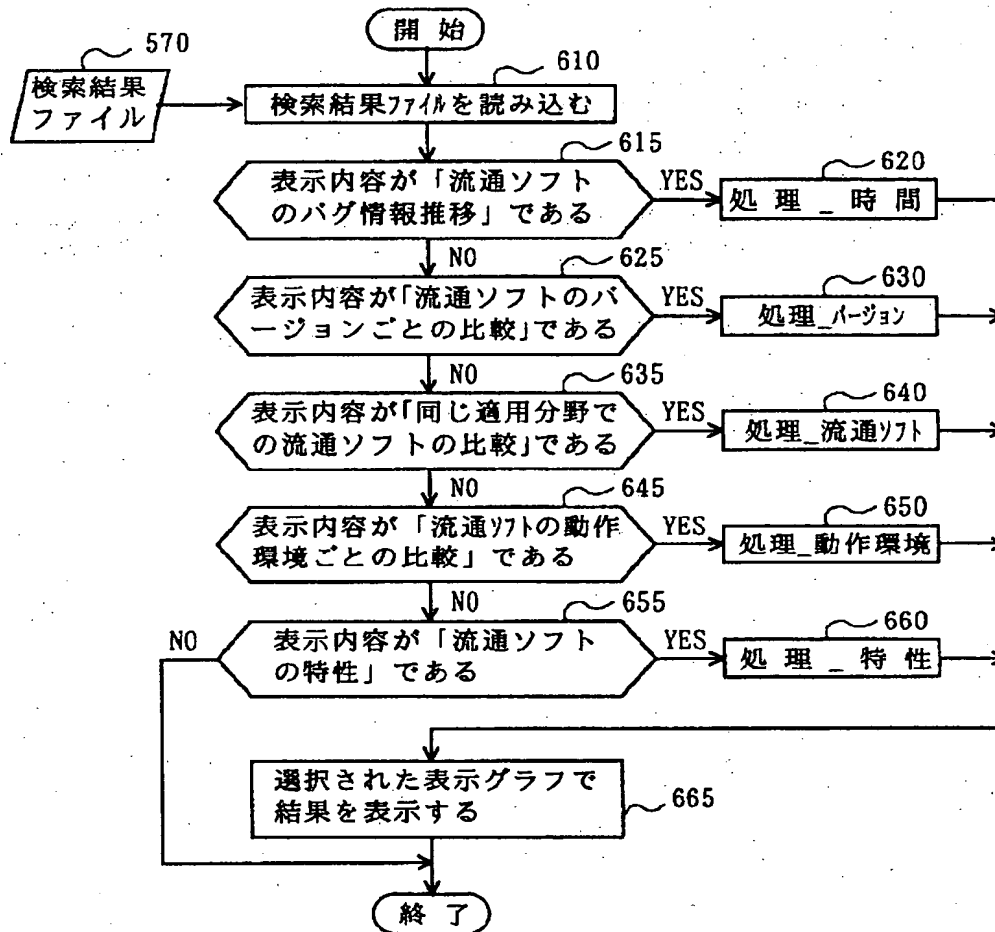 開始
570
検索結果
ファイル
610
検索結果ファイルを読み込む
615
表示内容が「流通ソフト
のバグ情報推移」である
YES
620
処理_時間
NO
625
表示内容が「流通ソフトのバ
ージョンごとの比較」である
YES
630
処理_バージョン
NO
635
表示内容が「同じ適用分野で
の流通ソフトの比較」である
YES
640
処理_流通ソフト
NO
645
表示内容が「流通ソフトの動作
環境ごとの比較」である
YES
650
処理_動作環境
NO
655
NO
表示内容が「流通ソフト
の特性」である
YES
660
処理_特性
選択された表示グラフで
結果を表示する
665
終了